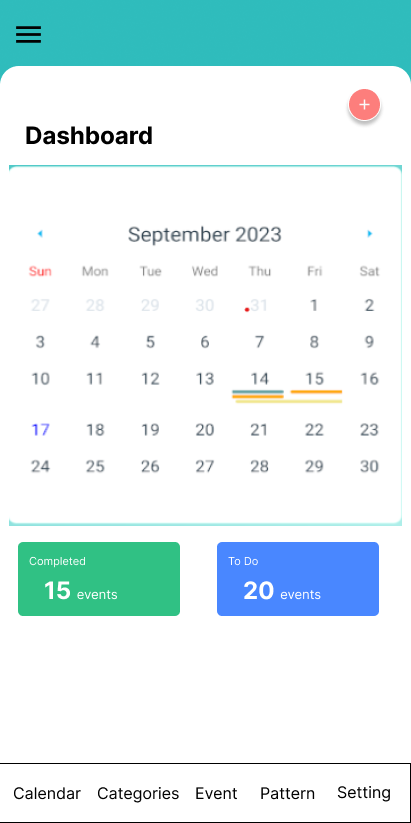 +
Dashboard
September 2023
Sun Mon Tue Wed Thu Fri Sat
27 28 29 30 31 1 2
3 4 5 6 7 8 9
10 11 12 13 14 15 16
17 18 19 20 21 22 23
24 25 26 27 28 29 30
Completed To Do
15 events 20 events
Calendar Categories Event Pattern Setting